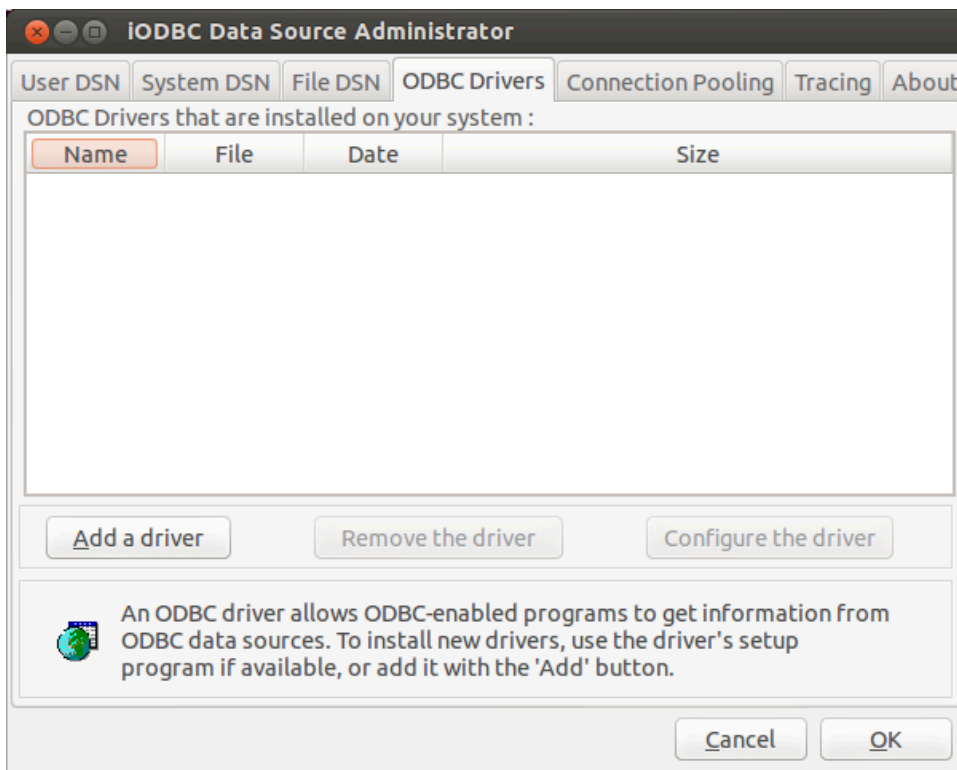 iODBC Data Source Administrator
User DSN System DSN File DSN ODBC Drivers Connection Pooling Tracing About
ODBC Drivers that are installed on your system :
Name File Date Size
Add a driver Remove the driver Configure the driver
An ODBC driver allows ODBC-enabled programs to get information from
ODBC data sources. To install new drivers, use the driver's setup
program if available, or add it with the 'Add' button.
Cancel OK